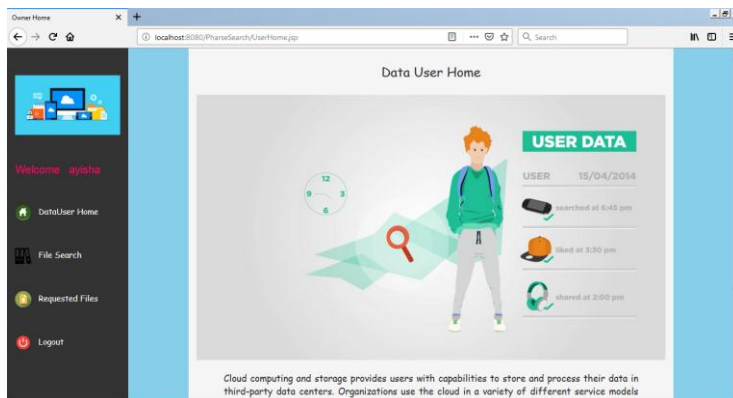 Owner Home
localhost:8080/PharseSearch/UserHome.jsp
Search
Data User Home
Welcome ayisha
DataUser Home
File Search
Requested Files
Logout
12
9
3
6
USER DATA
USER 15/04/2014
searched at 6:45 pm
liked at 3:30 pm
shared at 2:00 pm
Cloud computing and storage provides users with capabilities to store and process their data in
third-party data centers. Organizations use the cloud in a variety of different service models